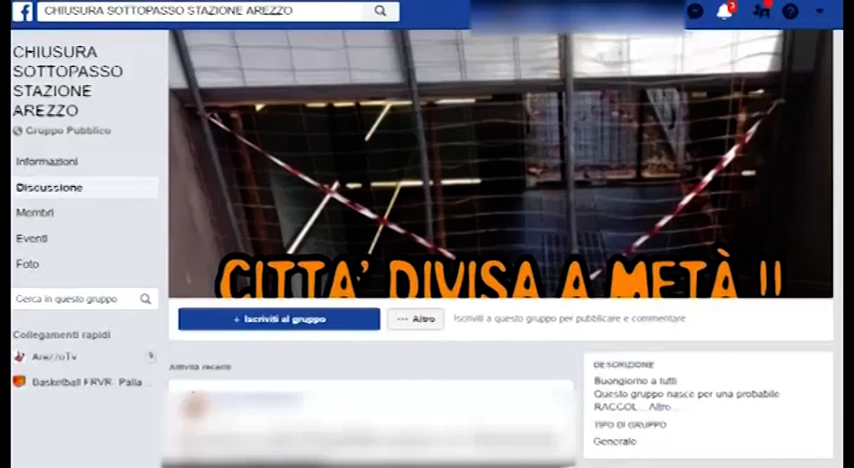 f
CHIUSURA SOTTOPASSO STAZIONE AREZZO
3
CHIUSURA
SOTTOPASSO
STAZIONE
AREZZO
Gruppo Pubblico
Informazioni
Discussione
Membri
Eventi
Foto
Cerca in questo gruppo
Collegamenti rapidi
ArezzoTv
Basketball FRVR- Palla...
CITTA' DIVISA A METÀ !!
+ Iscriviti al gruppo
••• Altro
Iscriviti a questo gruppo per pubblicare e commentare
Attività recenti
DESCRIZIONE
Buongiorno a tutti
Questo gruppo nasce per una probabile
RACCOL... Altro...
TIPO DI GRUPPO
Generale